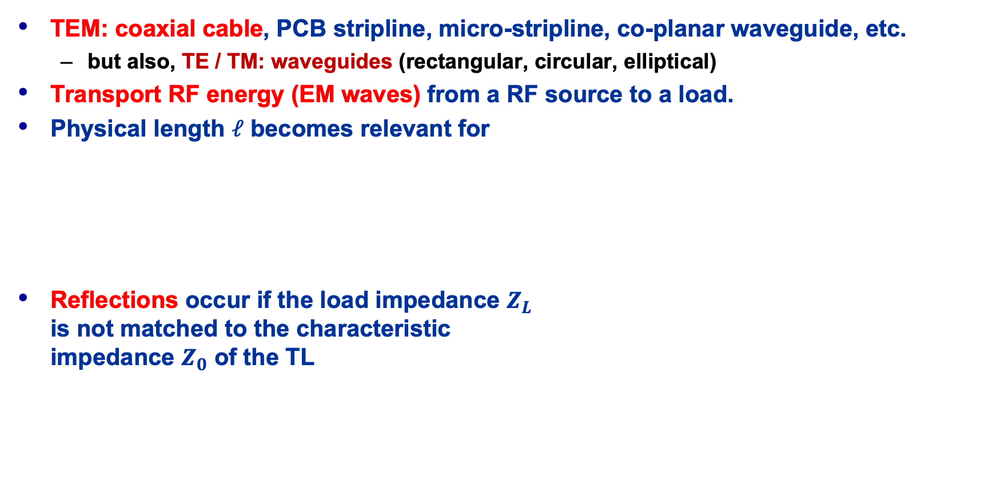 • TEM: coaxial cable, PCB stripline, micro-stripline, co-planar waveguide, etc.
– but also, TE / TM: waveguides (rectangular, circular, elliptical)
• Transport RF energy (EM waves) from a RF source to a load.
• Physical length ℓ becomes relevant for
• Reflections occur if the load impedance Z_L
is not matched to the characteristic
impedance Z_0 of the TL